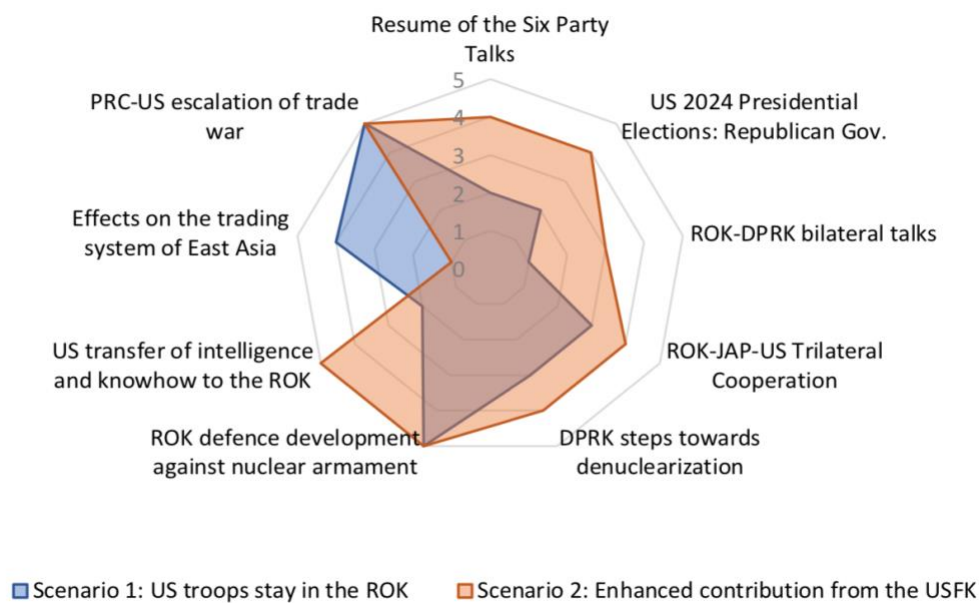 Resume of the Six Party
Talks
5
PRC-US escalation of trade
war
US 2024 Presidential
Elections: Republican Gov.
4
3
2
1
0
Effects on the trading
system of East Asia
ROK-DPRK bilateral talks
US transfer of intelligence
and knowhow to the ROK
ROK-JAP-US Trilateral
Cooperation
ROK defence development
against nuclear armament
DPRK steps towards
denuclearization
Scenario 1: US troops stay in the ROK
Scenario 2: Enhanced contribution from the USFK